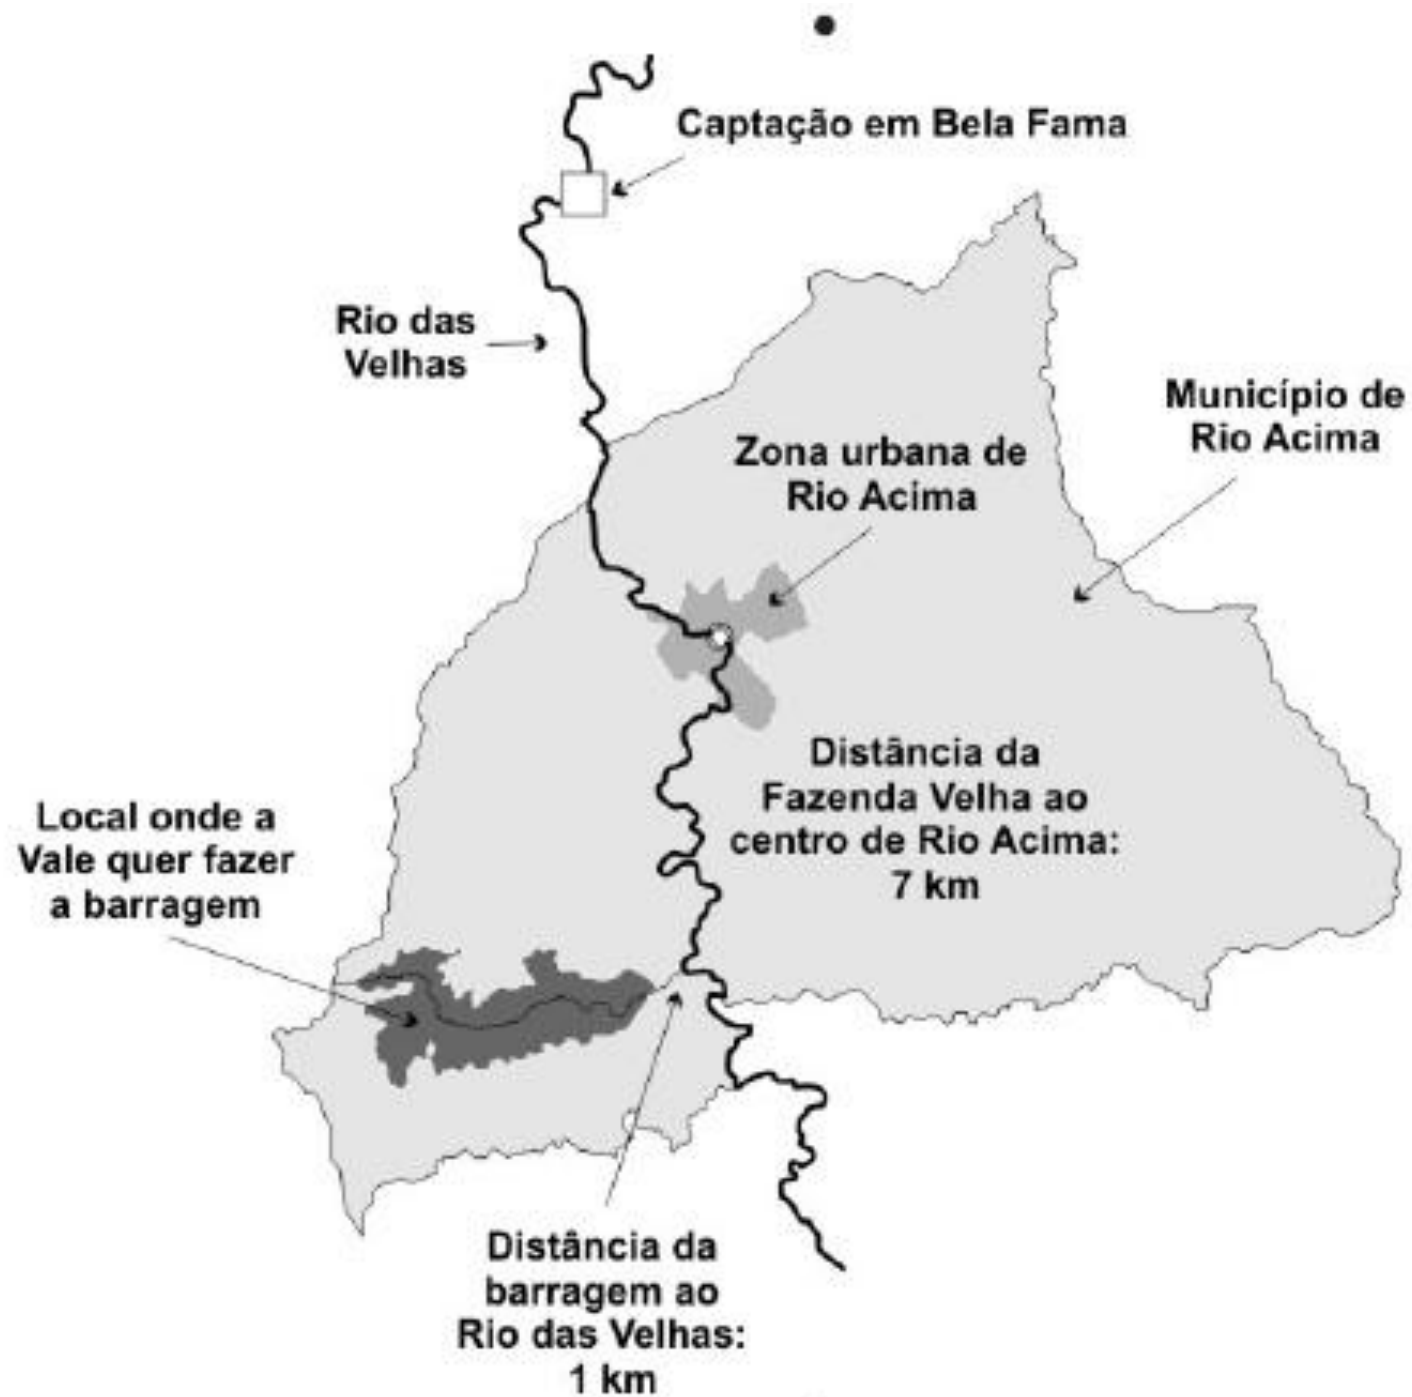 Captação em Bela Fama
Rio das
Velhas
Município de
Rio Acima
Zona urbana de
Rio Acima
Distância da
Fazenda Velha ao
centro de Rio Acima:
7 km
Local onde a
Vale quer fazer
a barragem
Distância da
barragem ao
Rio das Velhas:
1 km